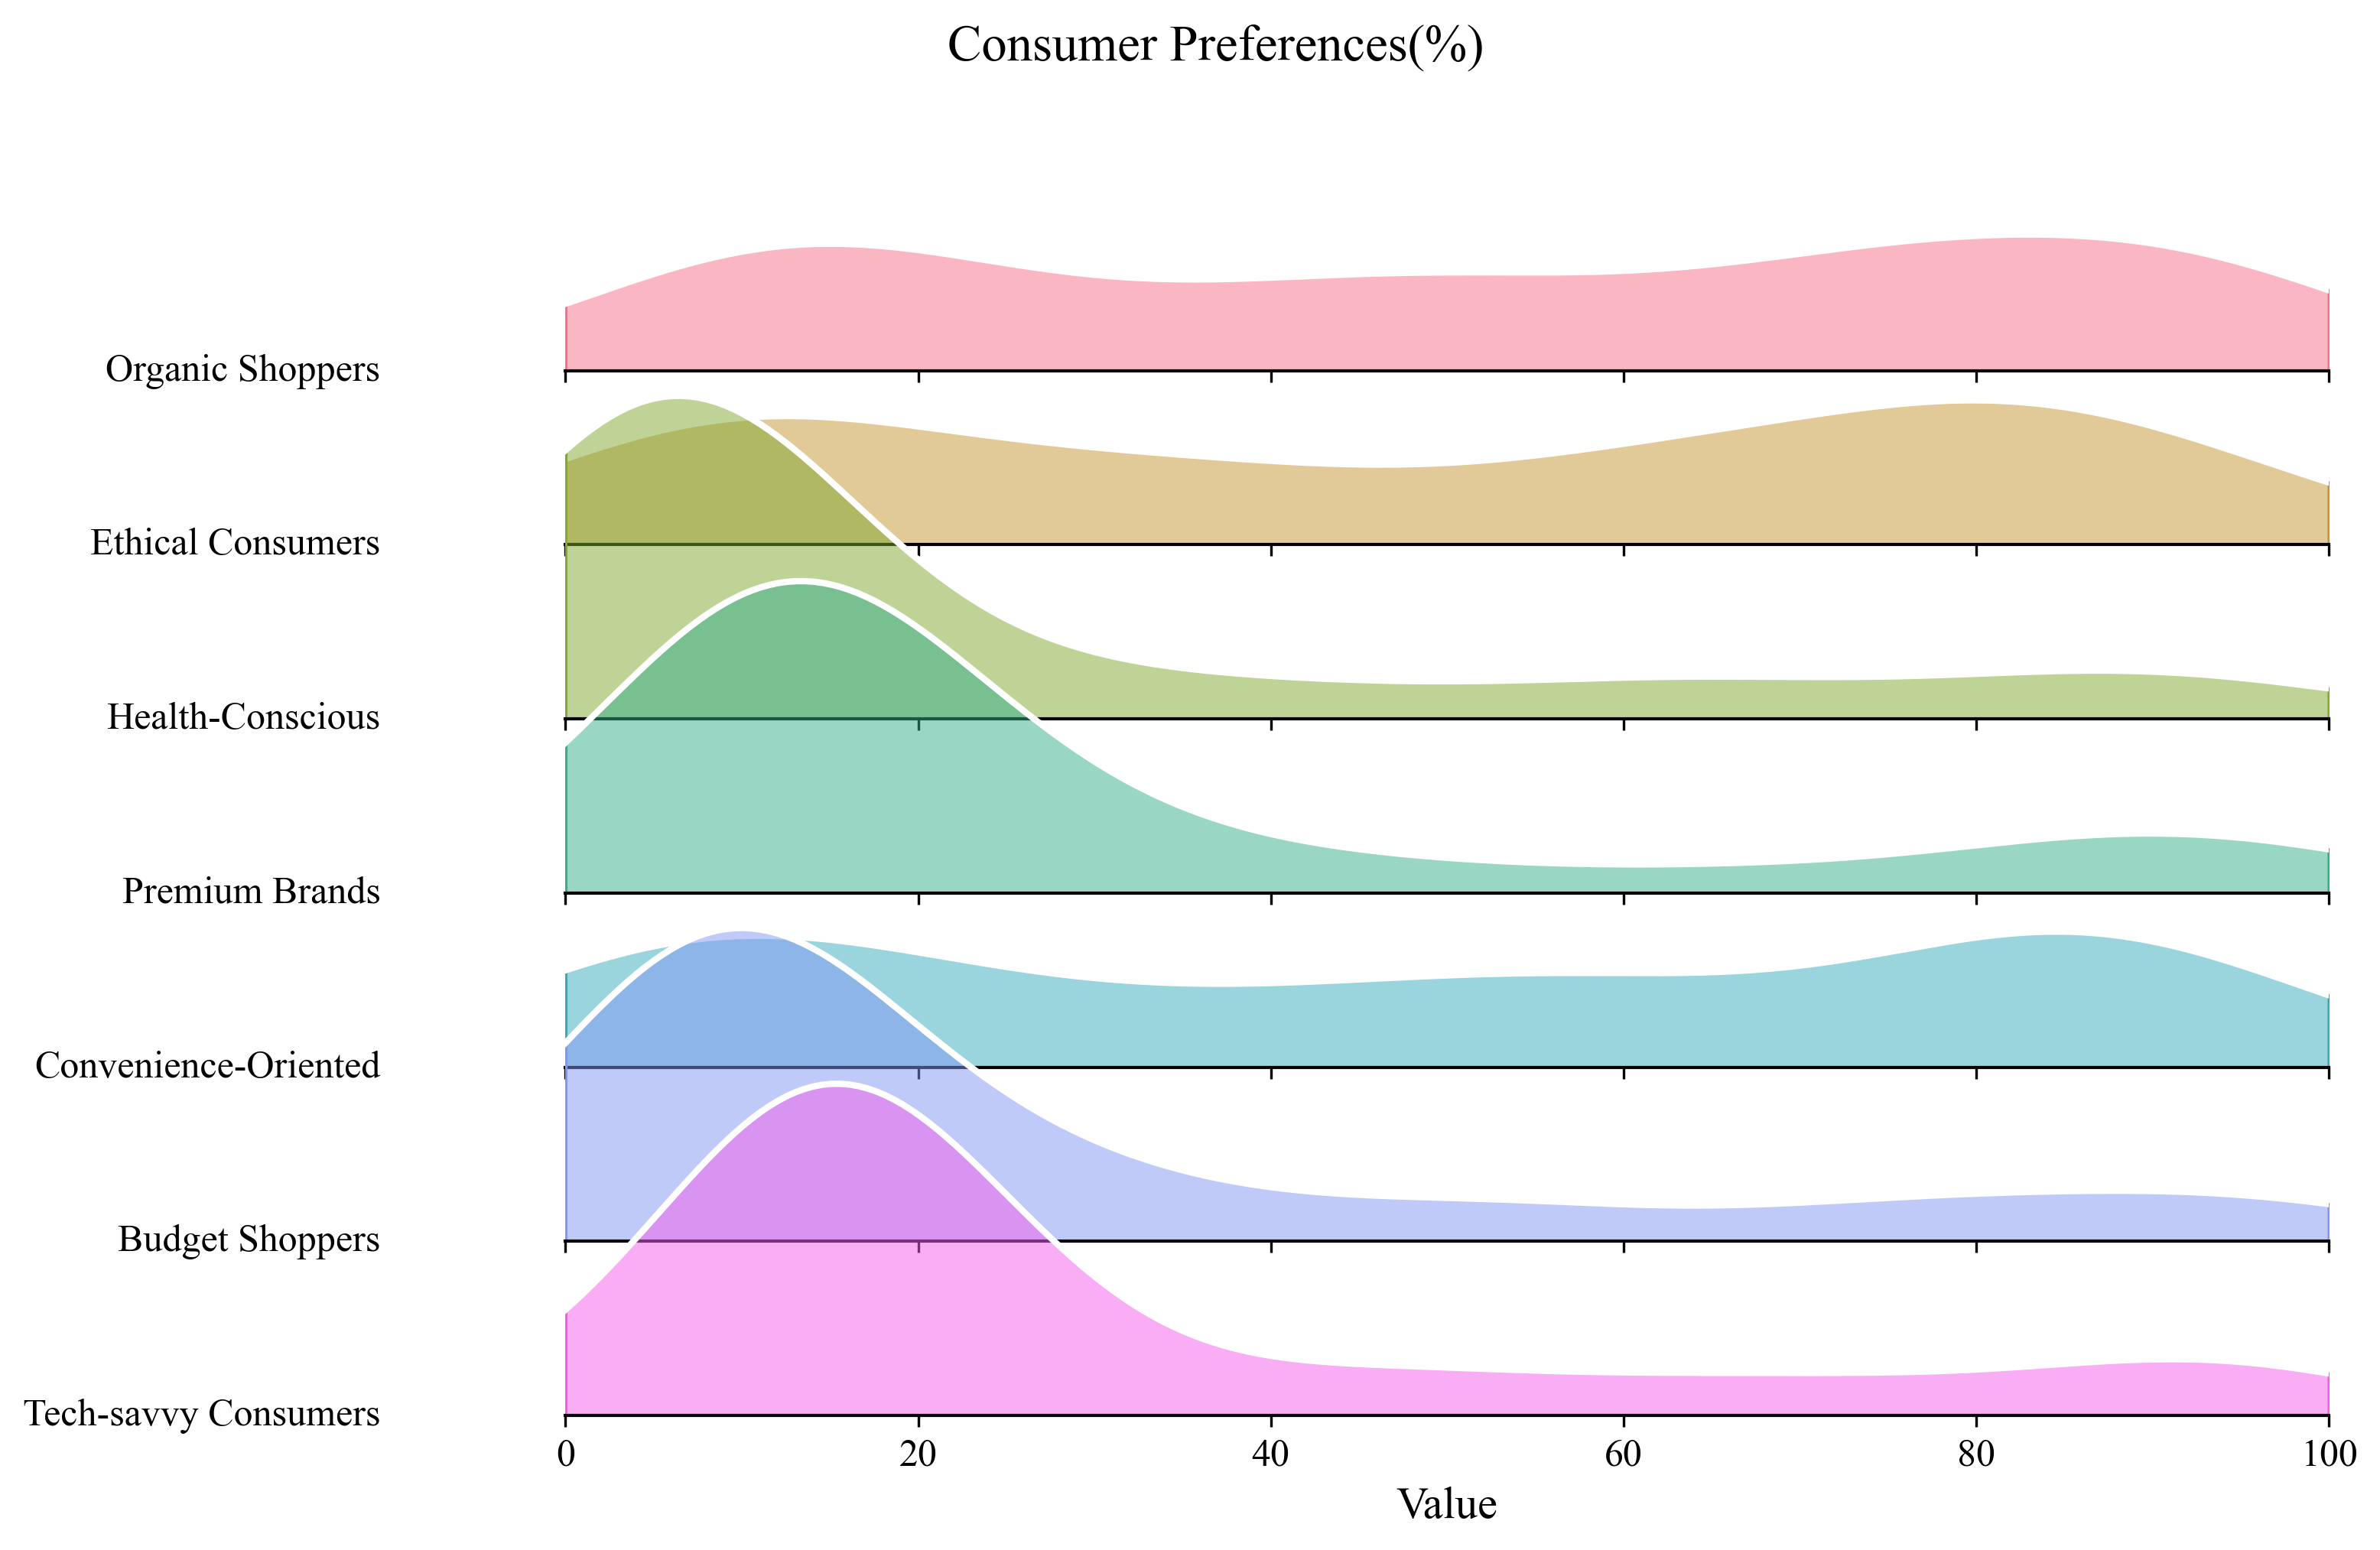 Consumer Preferences(%)
Organic Shoppers
Ethical Consumers
Health-Conscious
Premium Brands
Convenience-Oriented
Budget Shoppers
Tech-savvy Consumers
0 20 40 60 80 100
Value